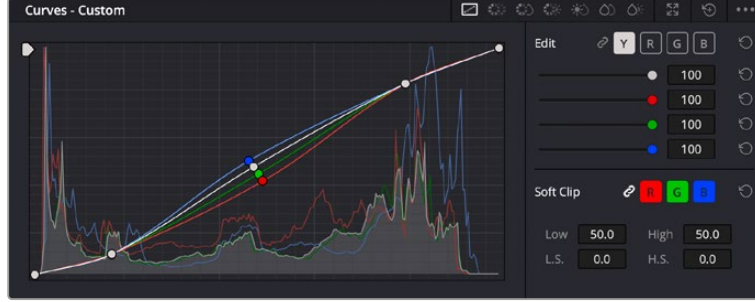 Curves - Custom
Edit Y R G B
100
100
100
100
Soft Clip R G B
Low 50.0 High 50.0
L.S. 0.0 H.S. 0.0